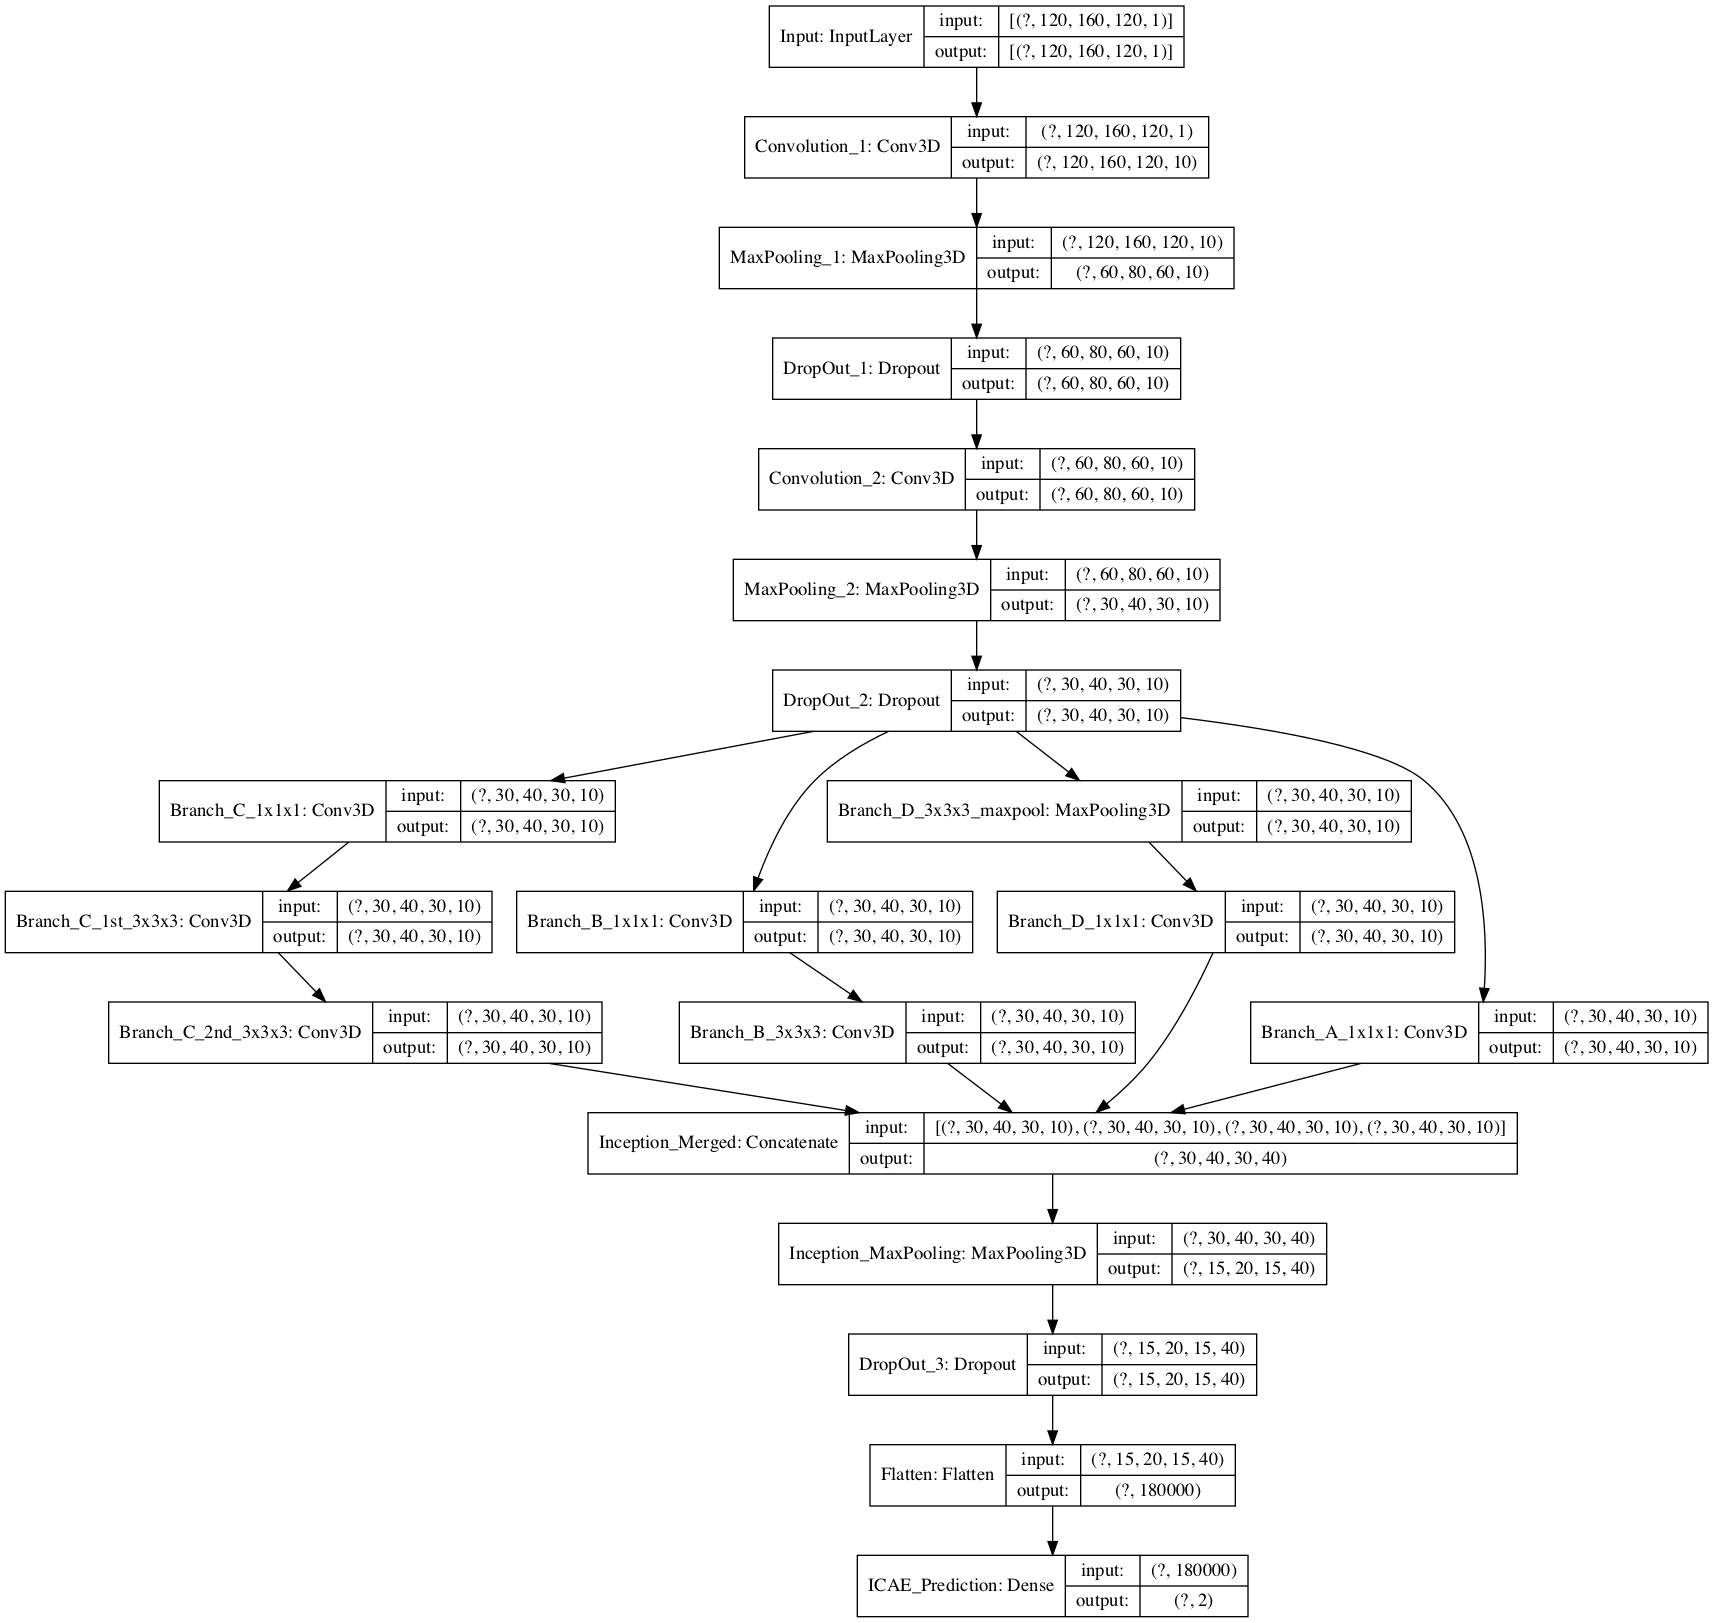 Input: InputLayer
input: [(?, 120, 160, 120, 1)]
output: [(?, 120, 160, 120, 1)]
Convolution_1: Conv3D
input: (?, 120, 160, 120, 1)
output: (?, 120, 160, 120, 10)
MaxPooling_1: MaxPooling3D
input: (?, 120, 160, 120, 10)
output: (?, 60, 80, 60, 10)
DropOut_1: Dropout
input: (?, 60, 80, 60, 10)
output: (?, 60, 80, 60, 10)
Convolution_2: Conv3D
input: (?, 60, 80, 60, 10)
output: (?, 60, 80, 60, 10)
MaxPooling_2: MaxPooling3D
input: (?, 60, 80, 60, 10)
output: (?, 30, 40, 30, 10)
DropOut_2: Dropout
input: (?, 30, 40, 30, 10)
output: (?, 30, 40, 30, 10)
Branch_C_1x1x1: Conv3D
input: (?, 30, 40, 30, 10)
output: (?, 30, 40, 30, 10)
Branch_D_3x3x3_maxpool: MaxPooling3D
input: (?, 30, 40, 30, 10)
output: (?, 30, 40, 30, 10)
Branch_C_1st_3x3x3: Conv3D
input: (?, 30, 40, 30, 10)
output: (?, 30, 40, 30, 10)
Branch_B_1x1x1: Conv3D
input: (?, 30, 40, 30, 10)
output: (?, 30, 40, 30, 10)
Branch_D_1x1x1: Conv3D
input: (?, 30, 40, 30, 10)
output: (?, 30, 40, 30, 10)
Branch_C_2nd_3x3x3: Conv3D
input: (?, 30, 40, 30, 10)
output: (?, 30, 40, 30, 10)
Branch_B_3x3x3: Conv3D
input: (?, 30, 40, 30, 10)
output: (?, 30, 40, 30, 10)
Branch_A_1x1x1: Conv3D
input: (?, 30, 40, 30, 10)
output: (?, 30, 40, 30, 10)
Inception_Merged: Concatenate
input: [(?, 30, 40, 30, 10), (?, 30, 40, 30, 10), (?, 30, 40, 30, 10), (?, 30, 40, 30, 10)]
output: (?, 30, 40, 30, 40)
Inception_MaxPooling: MaxPooling3D
input: (?, 30, 40, 30, 40)
output: (?, 15, 20, 15, 40)
DropOut_3: Dropout
input: (?, 15, 20, 15, 40)
output: (?, 15, 20, 15, 40)
Flatten: Flatten
input: (?, 15, 20, 15, 40)
output: (?, 180000)
ICAE_Prediction: Dense
input: (?, 180000)
output: (?, 2)